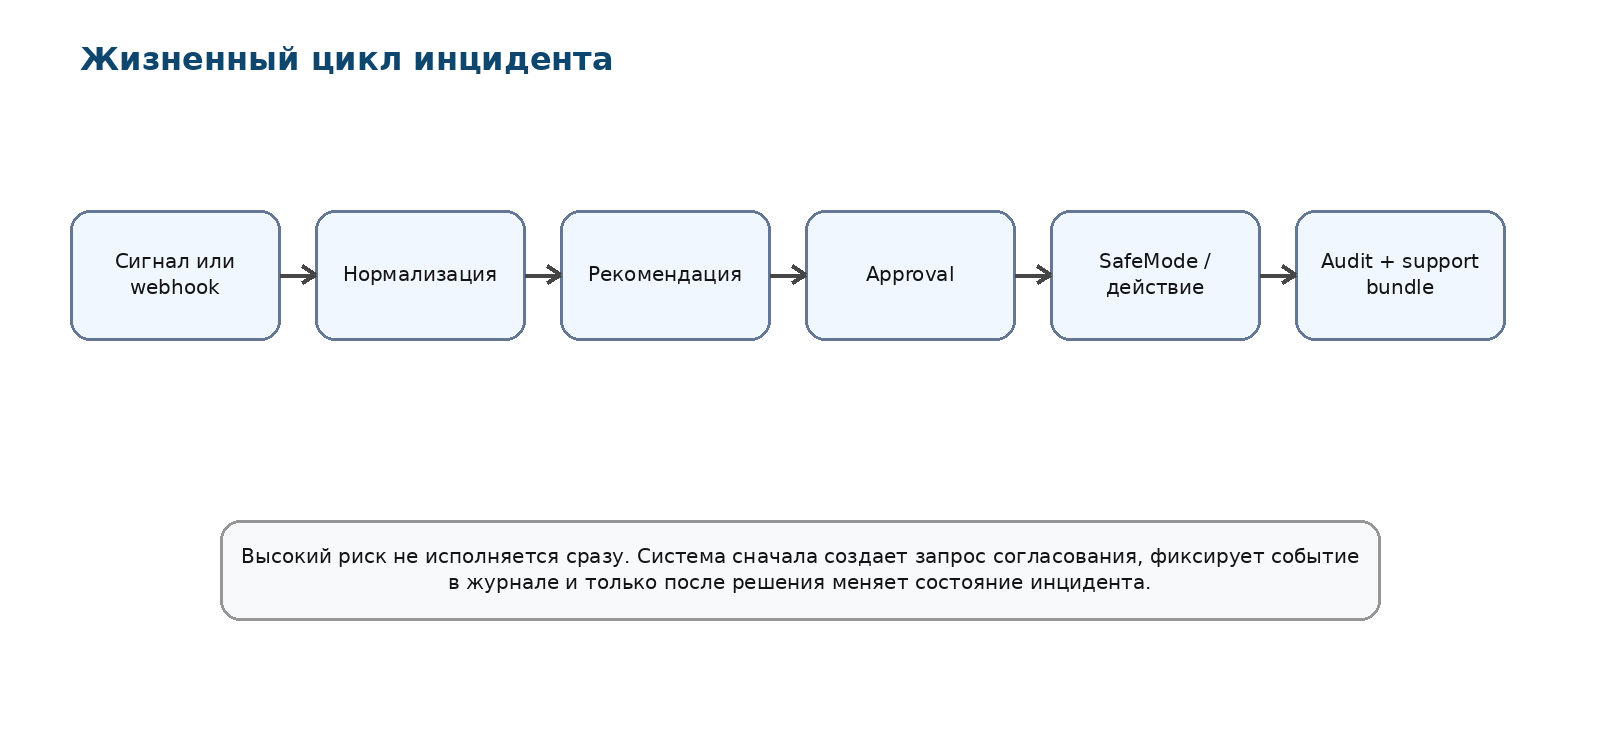 Жизненный цикл инцидента
Сигнал или
webhook
Нормализация
Рекомендация
Approval
SafeMode /
действие
Audit + support
bundle
Высокий риск не исполняется сразу. Система сначала создает запрос согласования, фиксирует событие
в журнале и только после решения меняет состояние инцидента.